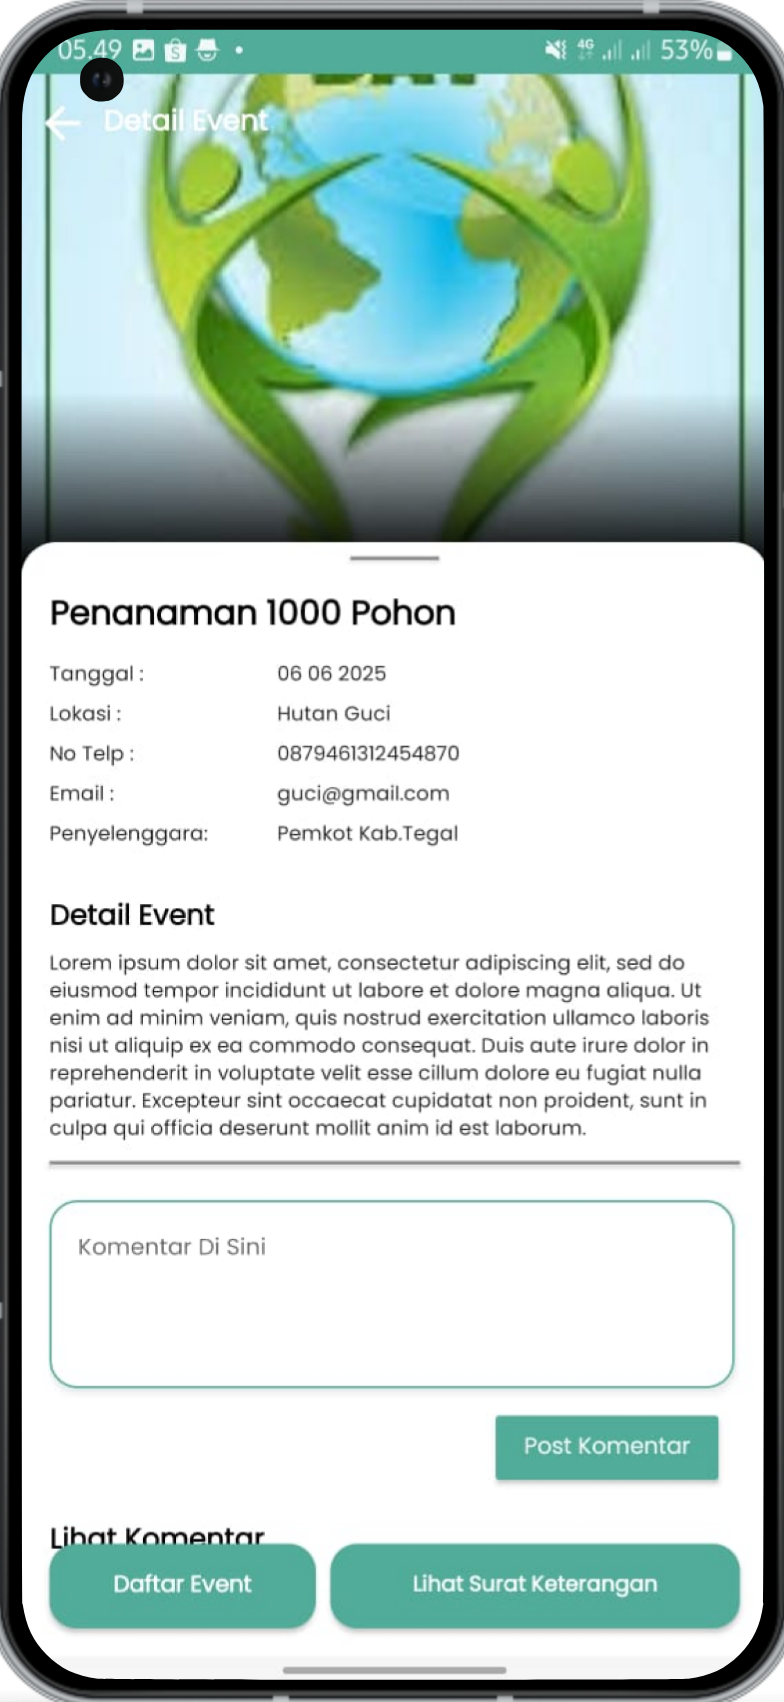 05.49
4G
53%
Detail Event
Penanaman 1000 Pohon
Tanggal : 06 06 2025
Lokasi : Hutan Guci
No Telp : 0879461312454870
Email : guci@gmail.com
Penyelenggara: Pemkot Kab.Tegal
Detail Event
Lorem ipsum dolor sit amet, consectetur adipiscing elit, sed do
eiusmod tempor incididunt ut labore et dolore magna aliqua. Ut
enim ad minim veniam, quis nostrud exercitation ullamco laboris
nisi ut aliquip ex ea commodo consequat. Duis aute irure dolor in
reprehenderit in voluptate velit esse cillum dolore eu fugiat nulla
pariatur. Excepteur sint occaecat cupidatat non proident, sunt in
culpa qui officia deserunt mollit anim id est laborum.
Komentar Di Sini
Post Komentar
Lihat Komentar
Daftar Event
Lihat Surat Keterangan